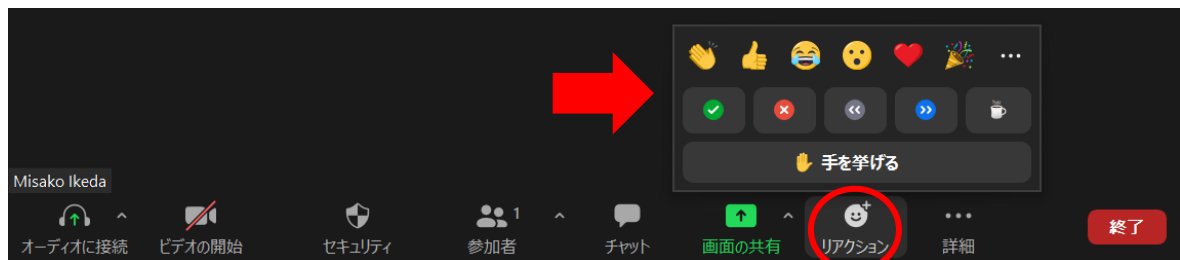 手を挙げる
Misako Ikeda
1
オーディオに接続
ビデオの開始
セキュリティ
参加者
チャット
画面の共有
リアクション
詳細
終了